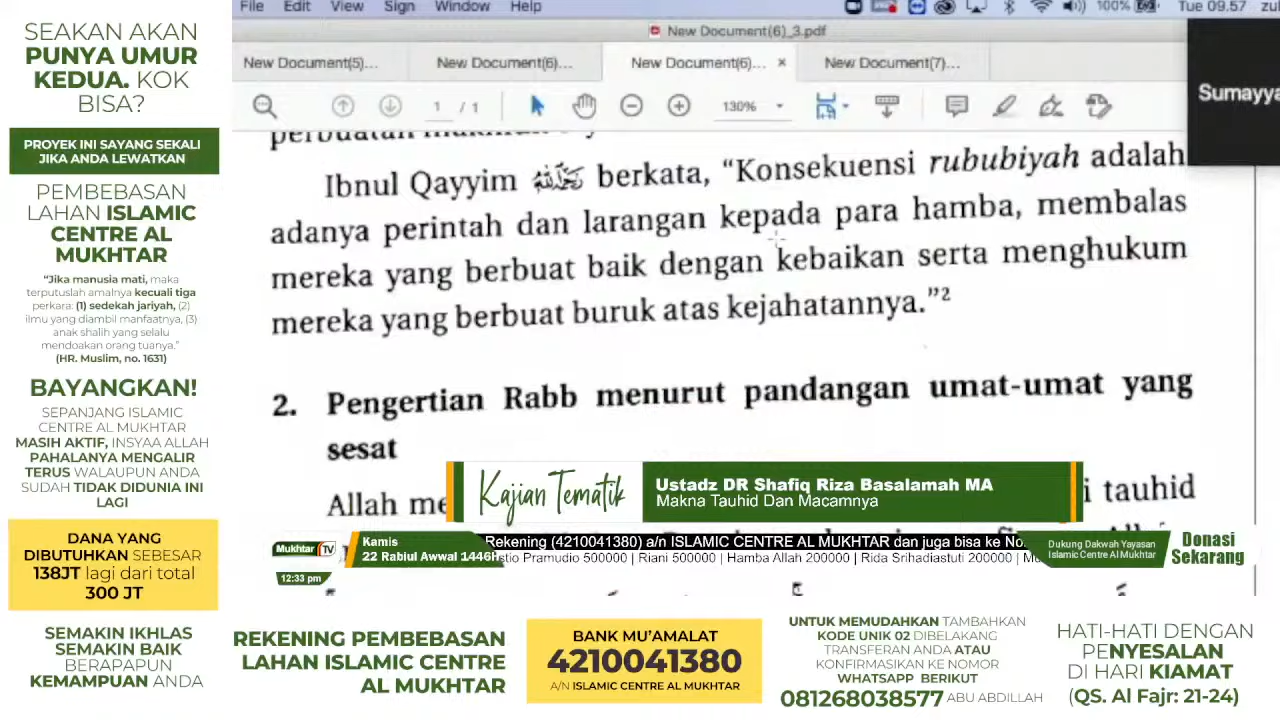 SEAKAN AKAN
PUNYA UMUR
KEDUA. KOK
BISA?
PROYEK INI SAYANG SEKALI
JIKA ANDA LEWATKAN
PEMBEBASAN
LAHAN ISLAMIC
CENTRE AL
MUKHTAR
“Jika manusia mati, maka
terputuslah amalnya kecuali tiga
perkara: (1) sedekah jariyah, (2)
ilmu yang diambil manfaatnya, (3)
anak shalih yang selalu
mendoakan orang tuanya.”
(HR. Muslim, no. 1631)
BAYANGKAN!
SEPANJANG ISLAMIC
CENTRE AL MUKHTAR
MASIH AKTIF, INSYAA ALLAH
PAHALANYA MENGALIR
TERUS WALAUPUN ANDA
SUDAH TIDAK DIDUNIA INI
LAGI
DANA YANG
DIBUTUHKAN SEBESAR
138JT lagi dari total
300 JT
SEMAKIN IKHLAS
SEMAKIN BAIK
BERAPAPUN
KEMAMPUAN ANDA
File Edit View Sign Window Help 100% Tue 09.57
New Document(6)_3.pdf
New Document(5)... New Document(6)... New Document(6)... × New Document(7)...
1 / 1 130%
Sumayya
Ibnul Qayyim berkata, “Konsekuensi rububiyah adalah
adanya perintah dan larangan kepada para hamba, membalas
mereka yang berbuat baik dengan kebaikan serta menghukum
mereka yang berbuat buruk atas kejahatannya.”2
2. Pengertian Rabb menurut pandangan umat-umat yang
sesat
Allah me i tauhid
Kajian Tematik
Ustadz DR Shafiq Riza Basalamah MA
Makna Tauhid Dan Macamnya
Mukhtar TV
Kamis
22 Rabiul Awwal 1446H
12:33 pm
Rekening (4210041380) a/n ISLAMIC CENTRE AL MUKHTAR dan juga bisa ke No
Pramudio 500000 | Riani 500000 | Hamba Allah 200000 | Rida Srihadiastuti 200000 |
Dukung Dakwah Yayasan
Islamic Centre Al Mukhtar
Donasi
Sekarang
REKENING PEMBEBASAN
LAHAN ISLAMIC CENTRE
AL MUKHTAR
BANK MU’AMALAT
4210041380
A/N ISLAMIC CENTRE AL MUKHTAR
UNTUK MEMUDAHKAN TAMBAHKAN
KODE UNIK 02 DIBELAKANG
TRANSFERAN ANDA ATAU
KONFIRMASIKAN KE NOMOR
WHATSAPP BERIKUT
081268038577 ABU ABDILLAH
HATI-HATI DENGAN
PENYESALAN
DI HARI KIAMAT
(QS. Al Fajr: 21-24)